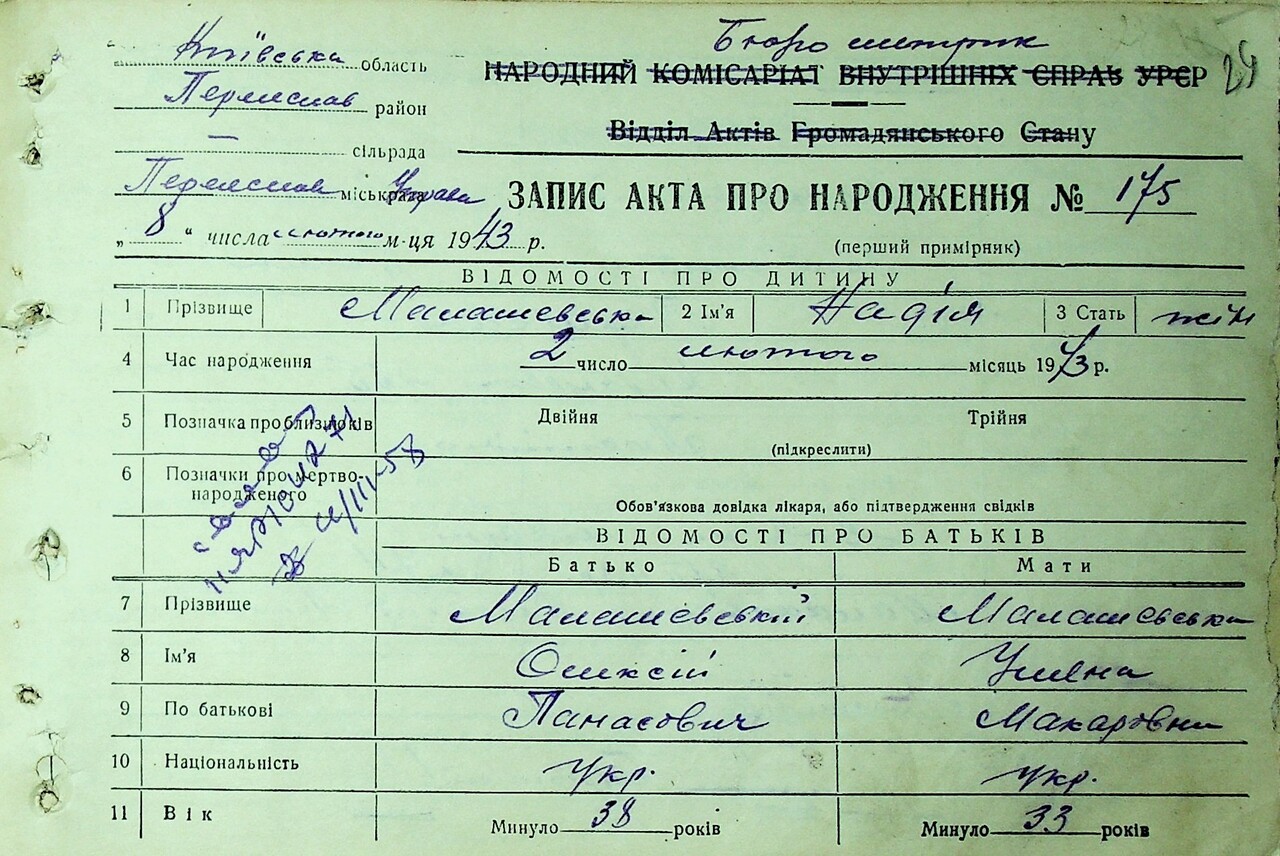 Київська область
Переяслав район
— сільрада
Переяслав міськрада Управа
„ 8 " числа лютого м-ця 1943 р.
Бюро метрик
НАРОДНИЙ КОМІСАРІАТ ВНУТРІШНІХ СПРАВ УРСР
Відділ Актів Громадянського Стану
ЗАПИС АКТА ПРО НАРОДЖЕННЯ № 175
(перший примірник)
ВІДОМОСТІ ПРО ДИТИНУ
1 Прізвище Малашевська 2 Ім'я Надія 3 Стать жін
4 Час народження 2 число лютого місяць 1943 р.
5 Позначка про близнюків Двійня Трійня
(підкреслити)
6 Позначки про мертво-
народженого
Обов'язкова довідка лікаря, або підтвердження свідків
ВІДОМОСТІ ПРО БАТЬКІВ
Батько Мати
7 Прізвище Малашевський Малашевська
8 Ім'я Олексій Уляна
9 По батькові Панасович Макаровна
10 Національність укр. укр.
11 Вік Минуло 38 років Минуло 33 років